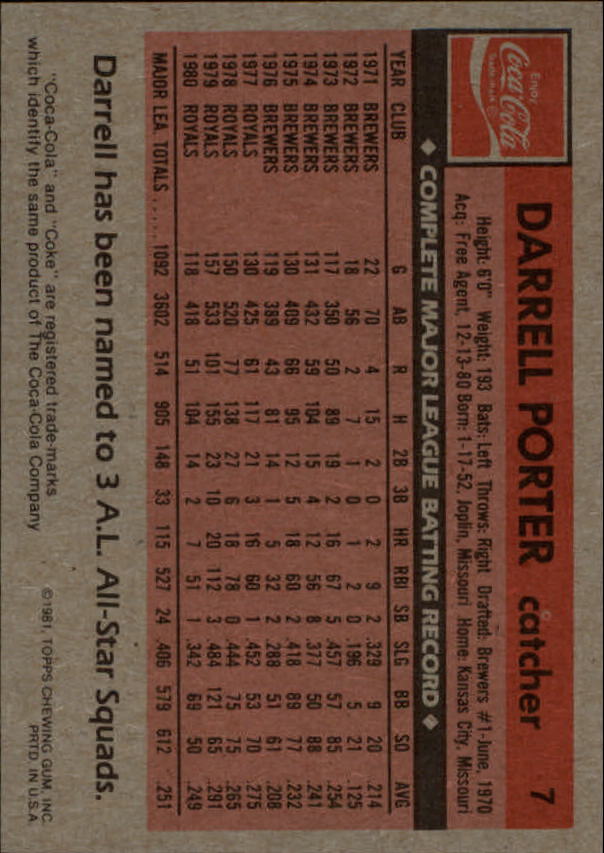 Enjoy
Coca-Cola
Trade-mark ®
DARRELL PORTER catcher 7
Height: 6'0" Weight: 193 Bats: Left Throws: Right Drafted: Brewers #1-June, 1970
Acq: Free Agent, 12-13-80 Born: 1-17-52, Joplin, Missouri Home: Kansas City, Missouri
◆ COMPLETE MAJOR LEAGUE BATTING RECORD ◆
YEAR CLUB G AB R H 2B 3B HR RBI SB SLG BB SO AVG
1971 BREWERS 22 70 4 15 2 0 2 9 2 .329 9 20 .214
1972 BREWERS 18 56 2 7 1 0 1 2 0 .196 5 21 .125
1973 BREWERS 117 350 50 89 19 2 16 67 5 .457 57 85 .254
1974 BREWERS 131 432 59 104 15 4 12 56 8 .377 50 88 .241
1975 BREWERS 130 409 66 95 12 5 18 60 2 .418 89 77 .232
1976 BREWERS 119 389 43 81 14 1 5 32 2 .288 51 61 .208
1977 ROYALS 130 425 61 117 21 3 16 60 1 .452 53 70 .275
1978 ROYALS 150 520 77 138 27 6 18 78 0 .444 75 75 .265
1979 ROYALS 157 533 101 155 23 10 20 112 3 .484 121 65 .291
1980 ROYALS 118 418 51 104 14 2 7 51 1 .342 69 50 .249
MAJOR LEA. TOTALS ..... 1092 3602 514 905 148 33 115 527 24 .406 579 612 .251
Darrell has been named to 3 A.L. All-Star Squads.
"Coca-Cola" and "Coke" are registered trade-marks
which identify the same product of The Coca-Cola Company
©1981, TOPPS CHEWING GUM, INC.
PRTD. IN U.S.A.